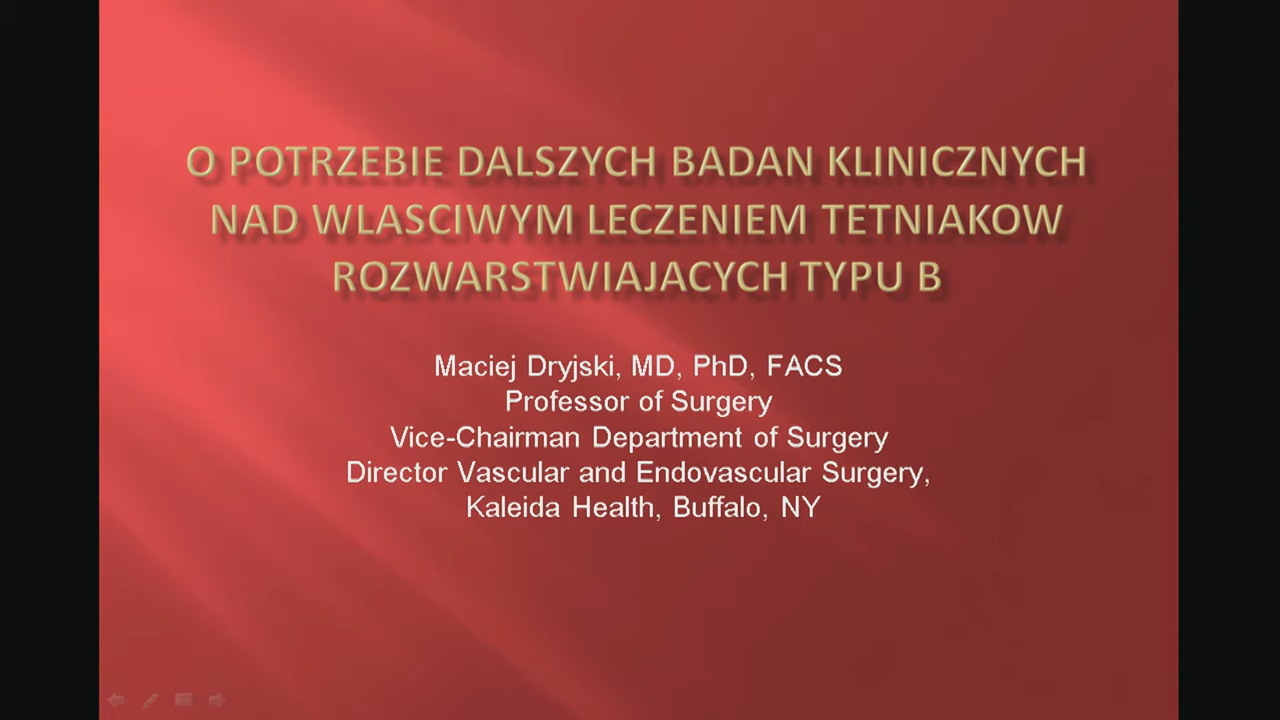 O POTRZEBIE DALSZYCH BADAN KLINICZNYCH
NAD WLASCIWYM LECZENIEM TETNIAKOW
ROZWARSTWIAJACYCH TYPU B
Maciej Dryjski, MD, PhD, FACS
Professor of Surgery
Vice-Chairman Department of Surgery
Director Vascular and Endovascular Surgery,
Kaleida Health, Buffalo, NY